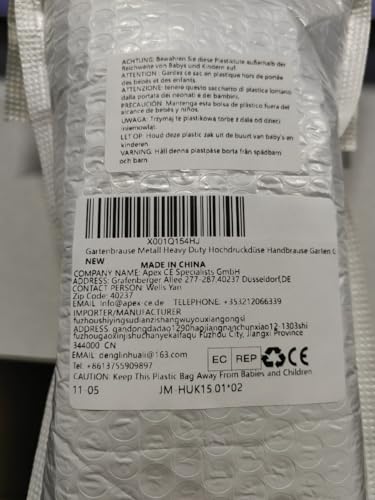 ACHTUNG: Bewahren Sie diese Plastiktüte außerhalb der
Reichweite von Babys und Kindern auf.
ATTENTION : Gardez ce sac en plastique hors de portée
des bébés et des enfants.
ATTENZIONE: tenere questo sacchetto di plastica lontano
dalla portata dei neonati e dei bambini.
PRECAUCIÓN: Mantenga esta bolsa de plástico fuera del
alcance de bebés y niños.
UWAGA: Trzymaj te plastikową torbę z dala od dzieci
i niemowląt.
LET OP: Houd deze plastic zak uit de buurt van baby's en
kinderen.
VARNING: Håll denna plastpåse borta från spädbarn
och barn
X001Q154HJ
Gartenbrause Metall Heavy Duty Hochdruckdüse Handbrause Garten G
NEW
MADE IN CHINA
COMPANY NAME: Apex CE Specialists GmbH
ADDRESS: Grafenberger Allee 277-287,40237 Dusseldorf,DE
CONTACT PERSON: Wells Yan
Zip Code: 40237
EMAIL: info@apex-ce.de TELEPHONE: +353212066339
IMPORTER/MANUFACTURER
fuzhoushiyingsudianzishangwuyouxiangongsi
ADDRESS: gandongdadao1290haojiangnanchunxiao12-1303shi
fuzhougaoxinjishuchanyekaifaqu Fuzhou City, Jiangxi Province
344000 CN
EMAIL: denglinhuali@163.com
Tel: +8613755909897
EC REP CE
CAUTION: Keep This Plastic Bag Away From Babies and Children
11-05 JM-HUK15.01*02